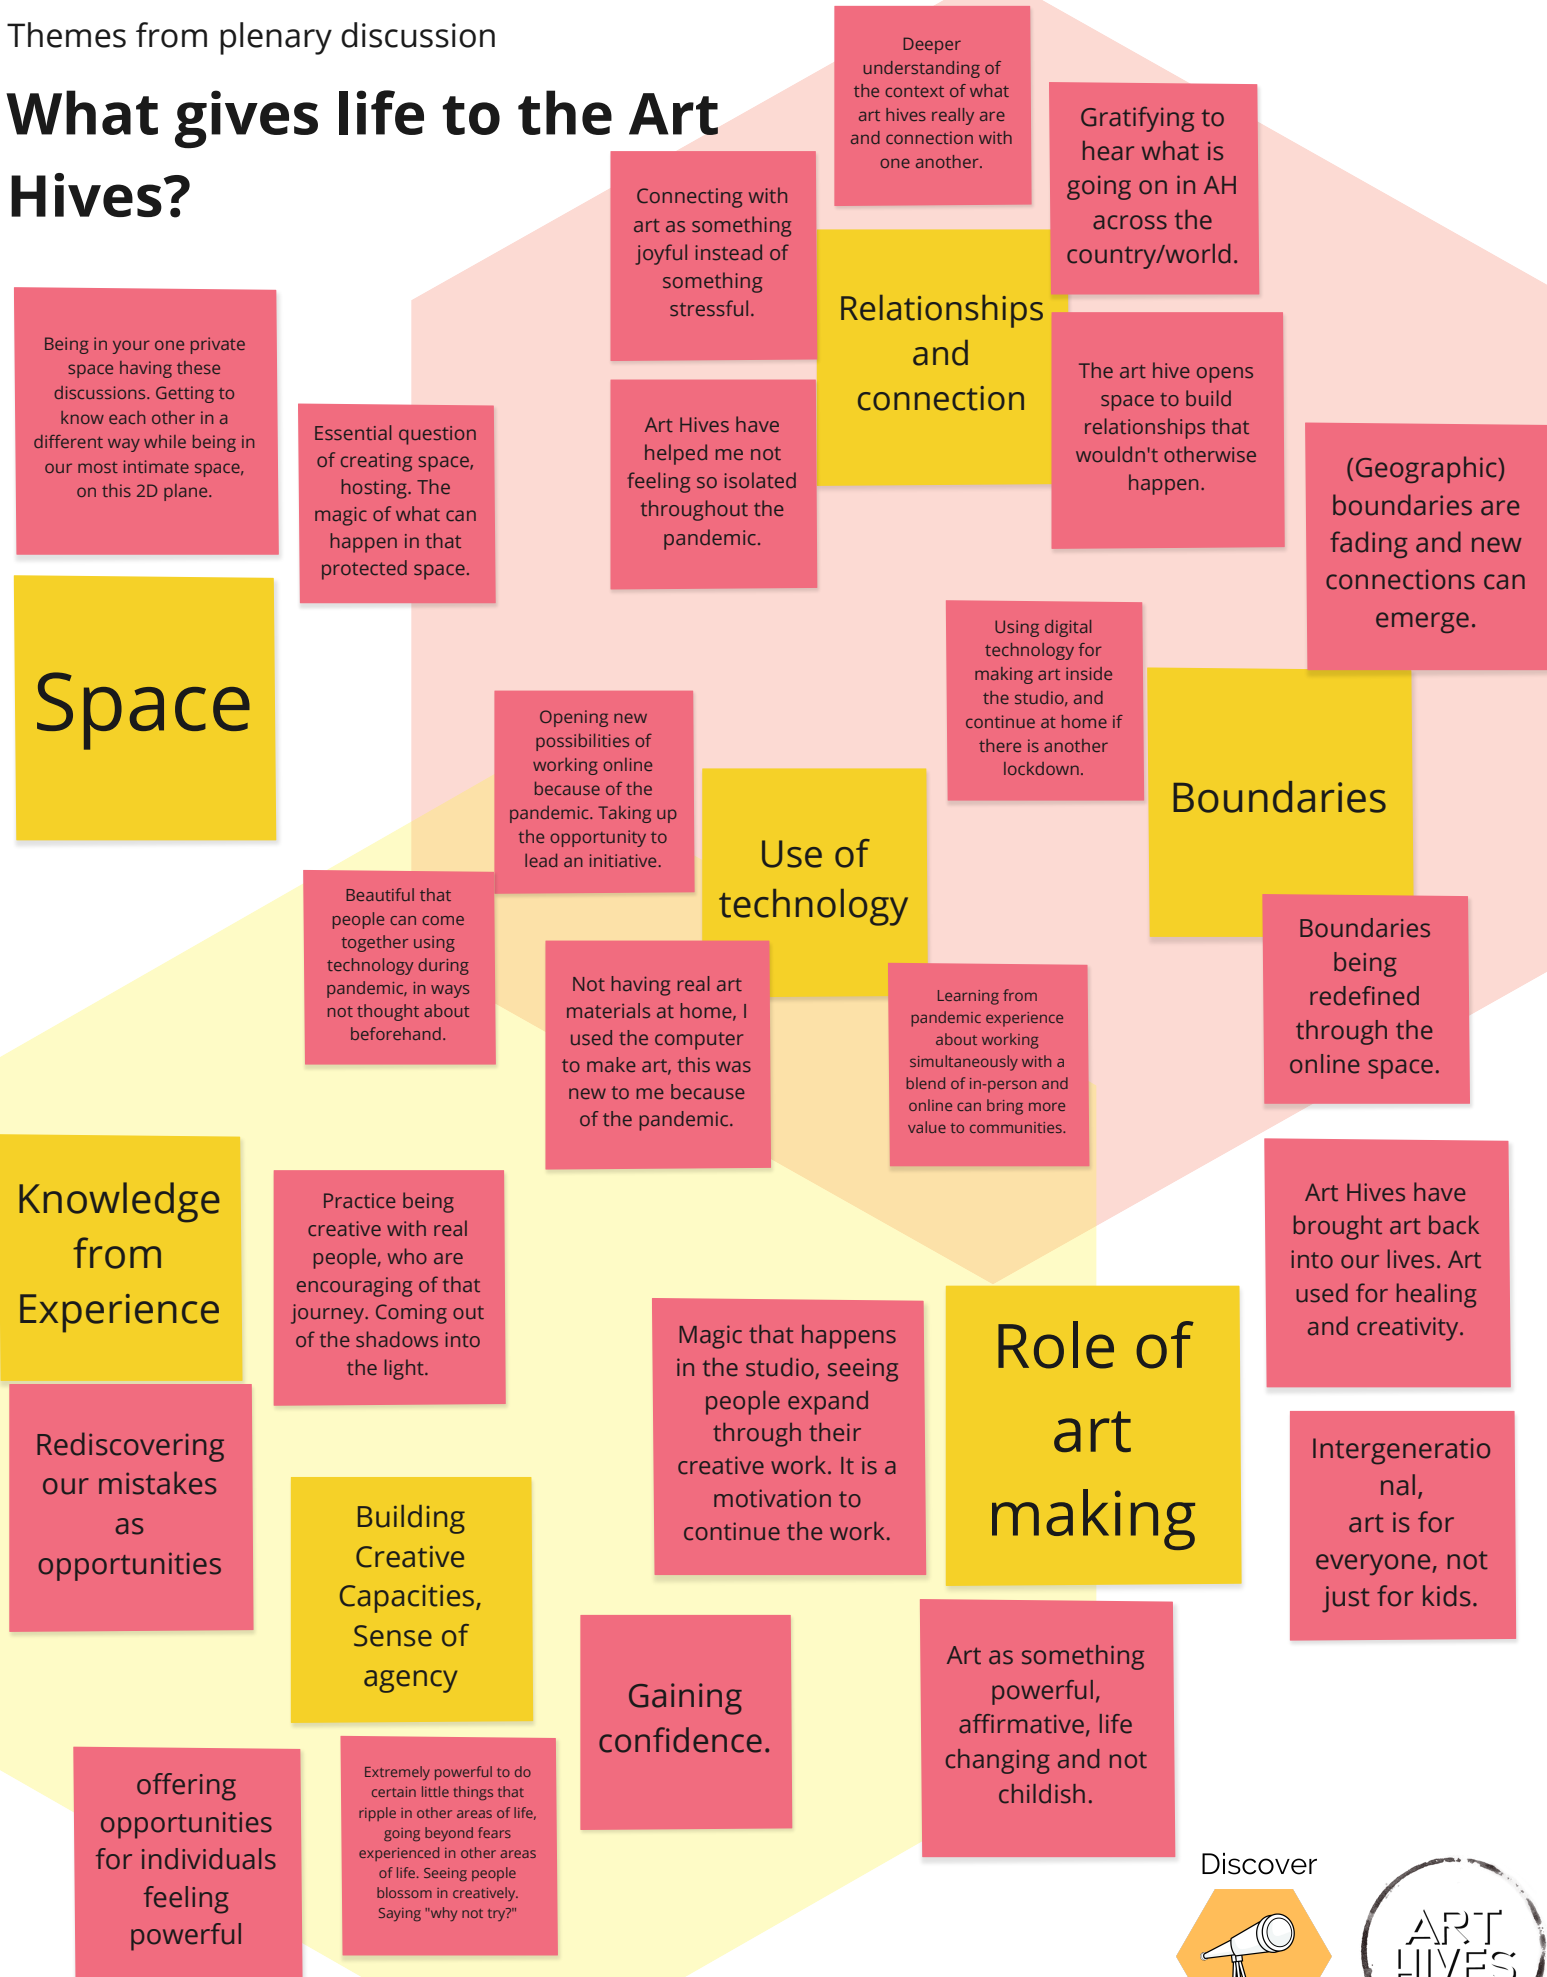 Themes from plenary discussion
What gives life to the Art
Hives?
Deeper
understanding of
the context of what
art hives really are
and connection with
one another.
Gratifying to
hear what is
going on in AH
across the
country/world.
Connecting with
art as something
joyful instead of
something
stressful.
Relationships
and
connection
Art Hives have
helped me not
feeling so isolated
throughout the
pandemic.
The art hive opens
space to build
relationships that
wouldn't otherwise
happen.
Being in your one private
space having these
discussions. Getting to
know each other in a
different way while being in
our most intimate space,
on this 2D plane.
Essential question
of creating space,
hosting. The
magic of what can
happen in that
protected space.
Space
(Geographic)
boundaries are
fading and new
connections can
emerge.
Using digital
technology for
making art inside
the studio, and
continue at home if
there is another
lockdown.
Boundaries
Boundaries
being
redefined
through the
online space.
Opening new
possibilities of
working online
because of the
pandemic. Taking up
the opportunity to
lead an initiative.
Use of
technology
Beautiful that
people can come
together using
technology during
pandemic, in ways
not thought about
beforehand.
Not having real art
materials at home, I
used the computer
to make art, this was
new to me because
of the pandemic.
Learning from
pandemic experience
about working
simultaneously with a
blend of in-person and
online can bring more
value to communities.
Knowledge
from
Experience
Practice being
creative with real
people, who are
encouraging of that
journey. Coming out
of the shadows into
the light.
Rediscovering
our mistakes
as
opportunities
Magic that happens
in the studio, seeing
people expand
through their
creative work. It is a
motivation to
continue the work.
Role of
art
making
Art Hives have
brought art back
into our lives. Art
used for healing
and creativity.
Intergeneratio
nal,
art is for
everyone, not
just for kids.
Art as something
powerful,
affirmative, life
changing and not
childish.
Building
Creative
Capacities,
Sense of
agency
Gaining
confidence.
offering
opportunities
for individuals
feeling
powerful
Extremely powerful to do
certain little things that
ripple in other areas of life,
going beyond fears
experienced in other areas
of life. Seeing people
blossom in creatively.
Saying "why not try?"
Discover
ART
HIVES